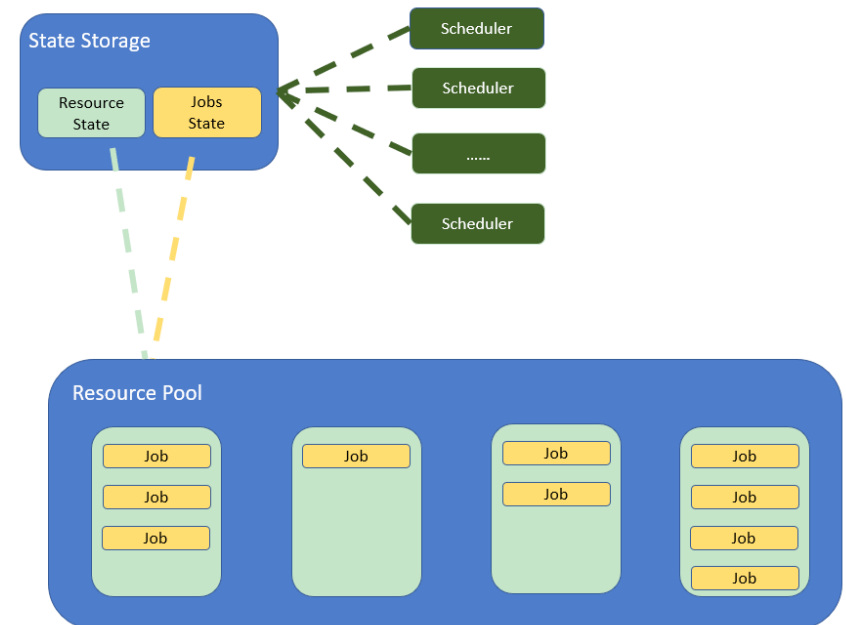 State Storage
Resource
State
Jobs
State
Scheduler
Scheduler
......
Scheduler
Resource Pool
Job
Job
Job
Job
Job
Job
Job
Job
Job
Job